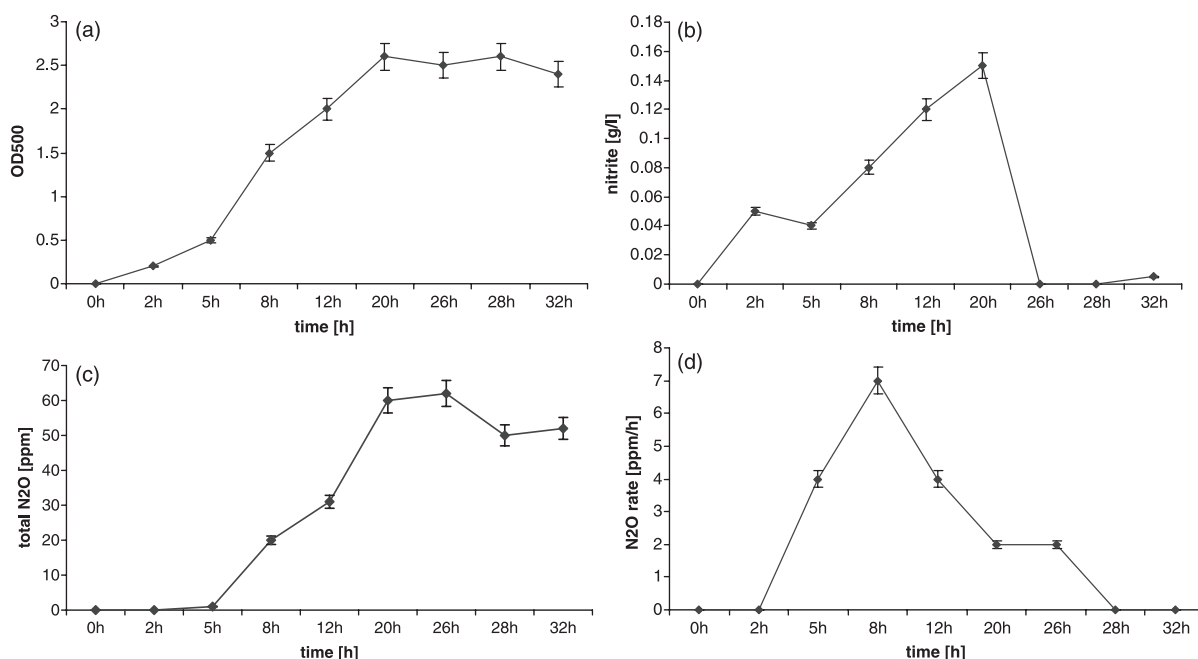 (a)
OD500
3
2.5
2
1.5
1
0.5
0
0h 2h 5h 8h 12h 20h 26h 28h 32h
time [h]
(b)
nitrite [g/l]
0.18
0.16
0.14
0.12
0.1
0.08
0.06
0.04
0.02
0
0h 2h 5h 8h 12h 20h 26h 28h 32h
time [h]
(c)
total N2O [ppm]
70
60
50
40
30
20
10
0
0h 2h 5h 8h 12h 20h 26h 28h 32h
time [h]
(d)
N2O rate [ppm/h]
8
7
6
5
4
3
2
1
0
0h 2h 5h 8h 12h 20h 26h 28h 32h
time [h]